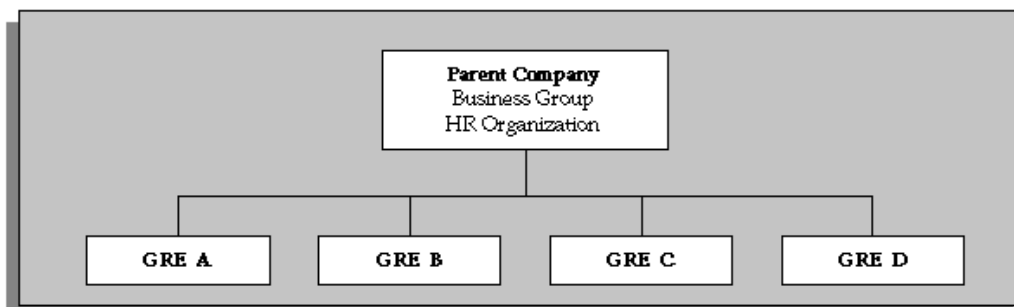 Parent Company
Business Group
HR Organization
GRE A
GRE B
GRE C
GRE D